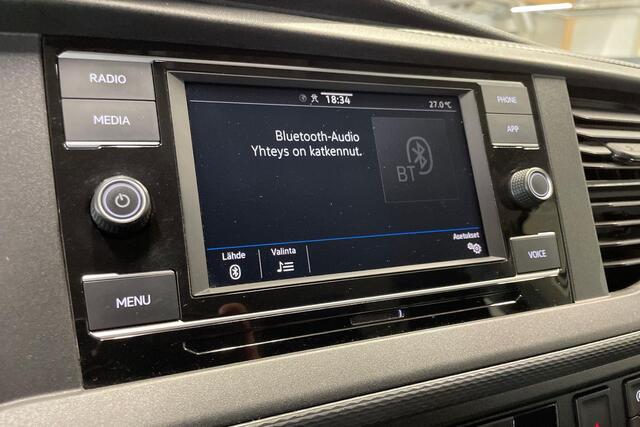 RADIO
MEDIA
MENU
18:34
27.0 °C
Bluetooth-Audio
Yhteys on katkennut.
BT
Lähde
Valinta
Asetukset
PHONE
APP
VOICE